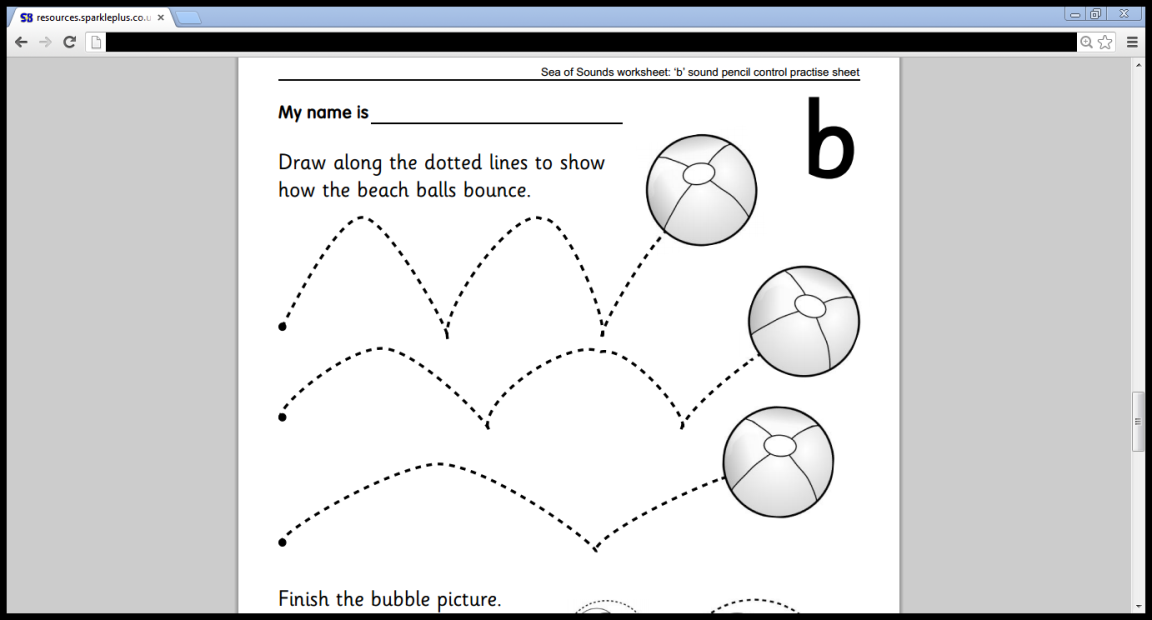 SB resources.sparkleplus.co.u
Sea of Sounds worksheet: 'b' sound pencil control practise sheet
My name is
b
Draw along the dotted lines to show
how the beach balls bounce.
Finish the bubble picture.